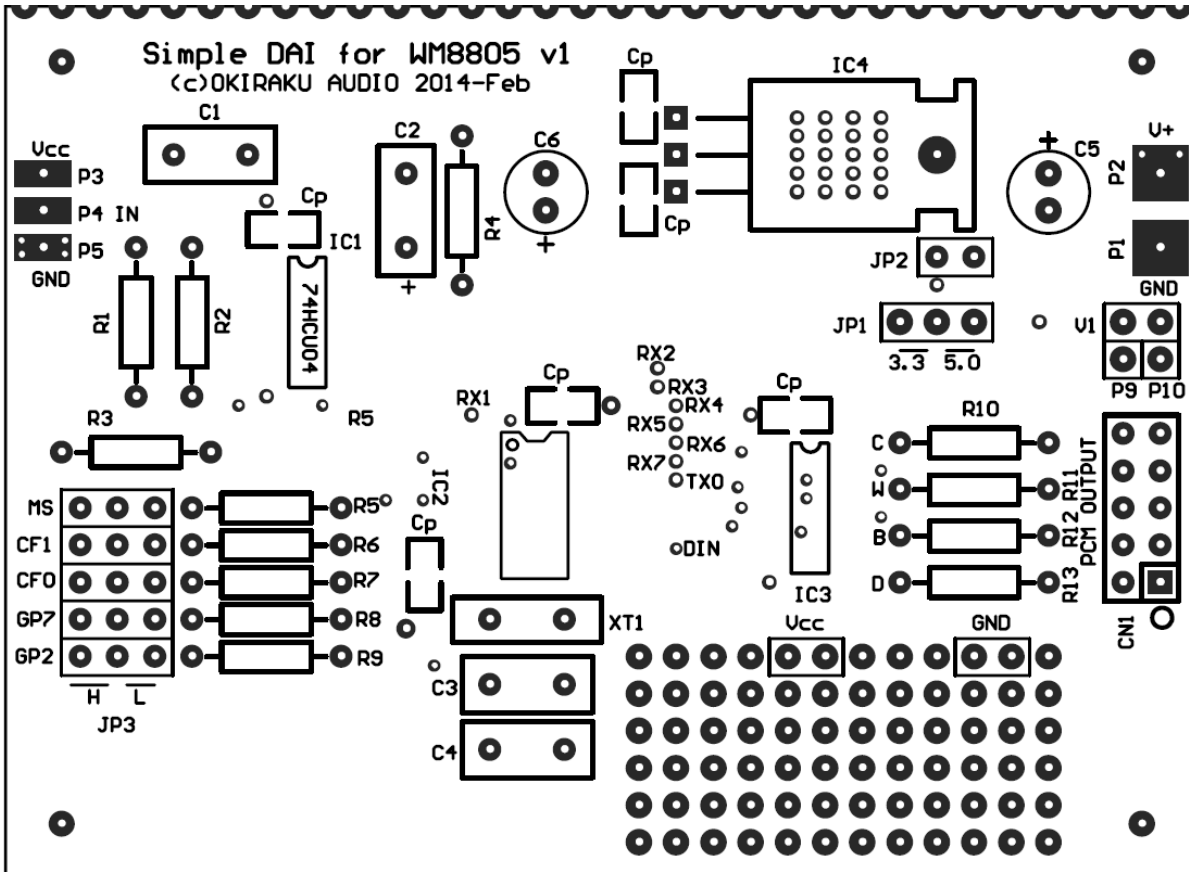 Simple DAI for WM8805 v1
(c)OKIRAKU AUDIO 2014-Feb
Cp
IC4
C1
C2
C6
C5
V+
Vcc
P3
P2
P4 IN
Cp
R4
Cp
IC1
P5
P1
GND
JP2
GND
R1
R2
74HCU04
JP1
V1
3.3 5.0
RX2
Cp
RX3
Cp
P9 P10
RX1
RX4
R5
R10
R3
RX5
RX6
C
RX7
IC2
TX0
W
R11
MS
R5
Cp
PCM OUTPUT
CF1
R6
B
R12
DIN
CF0
R7
D
R13
IC3
GP7
R8
XT1
Vcc
GND
CN1
GP2
R9
C3
H L
JP3
C4